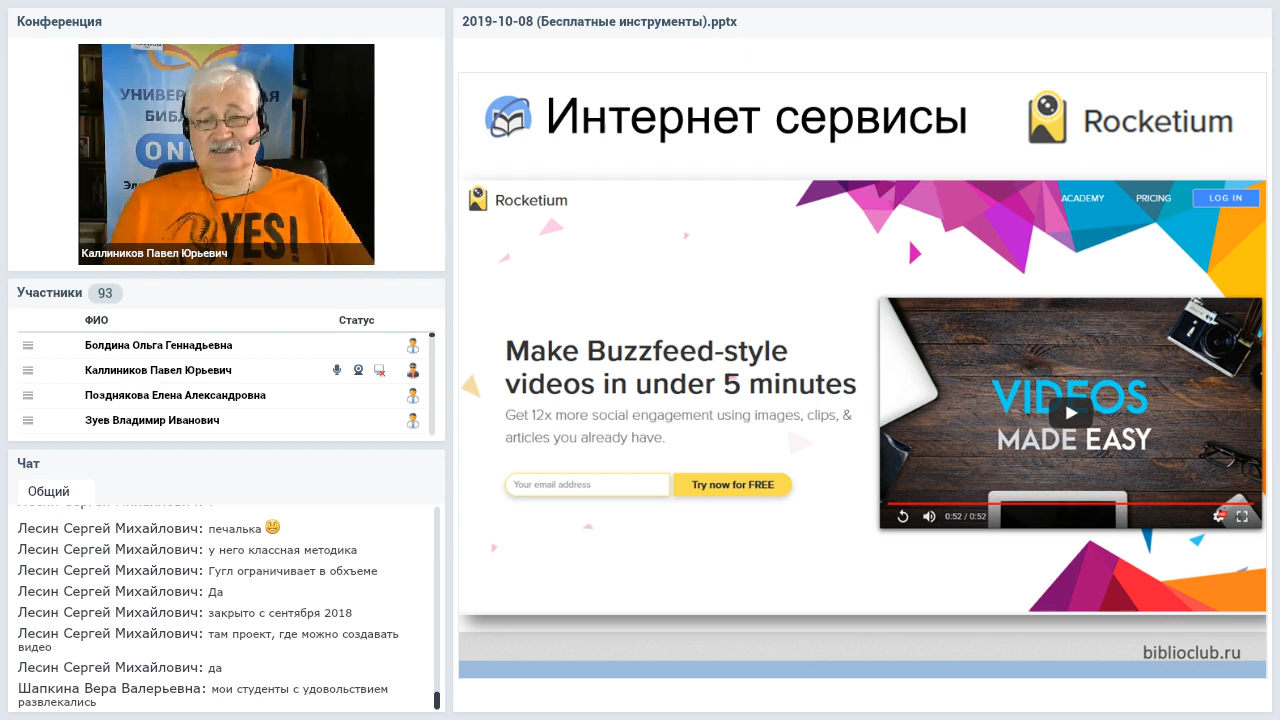 Конференция
YES!
Каллиников Павел Юрьевич
Участники 93
ФИО Статус
Болдина Ольга Геннадьевна
Каллиников Павел Юрьевич
Позднякова Елена Александровна
Зуев Владимир Иванович
Чат
Общий
Лесин Сергей Михайлович: печалька
Лесин Сергей Михайлович: у него классная методика
Лесин Сергей Михайлович: Гугл ограничивает в обхъеме
Лесин Сергей Михайлович: Да
Лесин Сергей Михайлович: закрыто с сентября 2018
Лесин Сергей Михайлович: там проект, где можно создавать
видео
Лесин Сергей Михайлович: да
Шапкина Вера Валерьевна: мои студенты с удовольствием
развлекались
2019-10-08 (Бесплатные инструменты).pptx
Интернет сервисы
Rocketium
Rocketium
ACADEMY PRICING LOG IN
Make Buzzfeed-style
videos in under 5 minutes
Get 12x more social engagement using images, clips, &
articles you already have.
Your email address Try now for FREE
VIDEOS
MADE EASY
0:52 / 0:52
biblioclub.ru